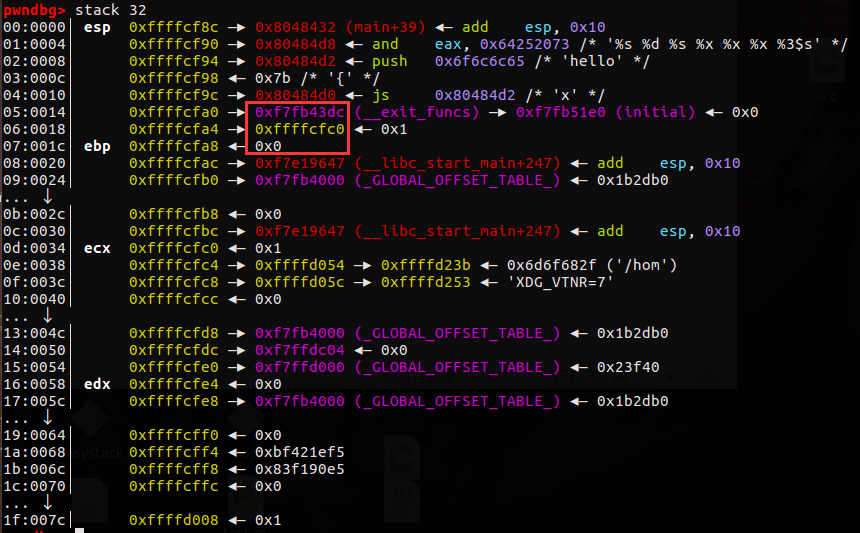 pwndbg> stack 32
00:0000│ esp 0xffffcf8c —▸ 0x8048432 (main+39) ◂— add esp, 0x10
01:0004│ 0xffffcf90 —▸ 0x80484d8 ◂— and eax, 0x64252073 /* '%s %d %s %x %x %x %3$s' */
02:0008│ 0xffffcf94 —▸ 0x80484d2 ◂— push 0x6f6c6c65 /* 'hello' */
03:000c│ 0xffffcf98 ◂— 0x7b /* '{' */
04:0010│ 0xffffcf9c —▸ 0x80484d0 ◂— js 0x80484d2 /* 'x' */
05:0014│ 0xffffcfa0 —▸ 0xf7fb43dc (__exit_funcs) —▸ 0xf7fb51e0 (initial) ◂— 0x0
06:0018│ 0xffffcfa4 —▸ 0xffffcfc0 ◂— 0x1
07:001c│ ebp 0xffffcfa8 ◂— 0x0
08:0020│ 0xffffcfac —▸ 0xf7e19647 (__libc_start_main+247) ◂— add esp, 0x10
09:0024│ 0xffffcfb0 —▸ 0xf7fb4000 (_GLOBAL_OFFSET_TABLE_) ◂— 0x1b2db0
... ↓
0b:002c│ 0xffffcfb8 ◂— 0x0
0c:0030│ 0xffffcfbc —▸ 0xf7e19647 (__libc_start_main+247) ◂— add esp, 0x10
0d:0034│ ecx 0xffffcfc0 ◂— 0x1
0e:0038│ 0xffffcfc4 —▸ 0xffffd054 —▸ 0xffffd23b ◂— 0x6d6f682f ('/hom')
0f:003c│ 0xffffcfc8 —▸ 0xffffd05c —▸ 0xffffd253 ◂— 'XDG_VTNR=7'
10:0040│ 0xffffcfcc ◂— 0x0
... ↓
13:004c│ 0xffffcfd8 —▸ 0xf7fb4000 (_GLOBAL_OFFSET_TABLE_) ◂— 0x1b2db0
14:0050│ 0xffffcfdc —▸ 0xf7ffdc04 ◂— 0x0
15:0054│ 0xffffcfe0 —▸ 0xf7ffd000 (_GLOBAL_OFFSET_TABLE_) ◂— 0x23f40
16:0058│ edx 0xffffcfe4 ◂— 0x0
17:005c│ 0xffffcfe8 —▸ 0xf7fb4000 (_GLOBAL_OFFSET_TABLE_) ◂— 0x1b2db0
... ↓
19:0064│ 0xffffcff0 ◂— 0x0
1a:0068│ 0xffffcff4 ◂— 0xbf421ef5
1b:006c│ 0xffffcff8 ◂— 0x83f190e5
1c:0070│ 0xffffcffc ◂— 0x0
... ↓
1f:007c│ 0xffffd008 ◂— 0x1